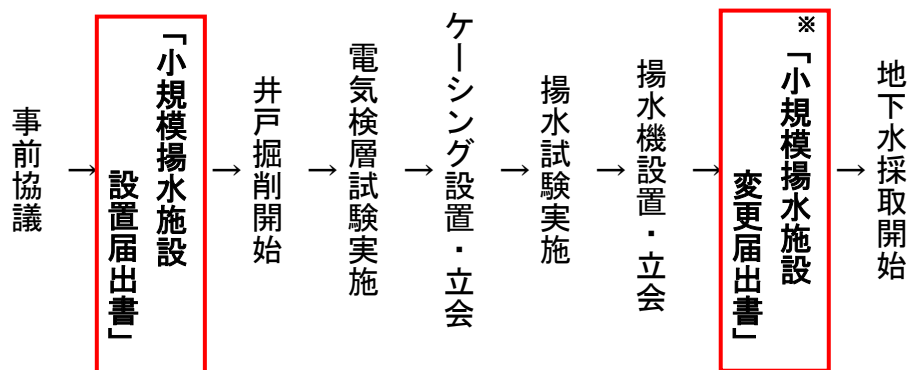 事前協議
→
「小規模揚水施設
設置届出書」
→
井戸掘削開始
→
電気検層試験実施
→
ケーシング設置・立会
→
揚水試験実施
→
揚水機設置・立会
→
※「小規模揚水施設
変更届出書」
→
地下水採取開始